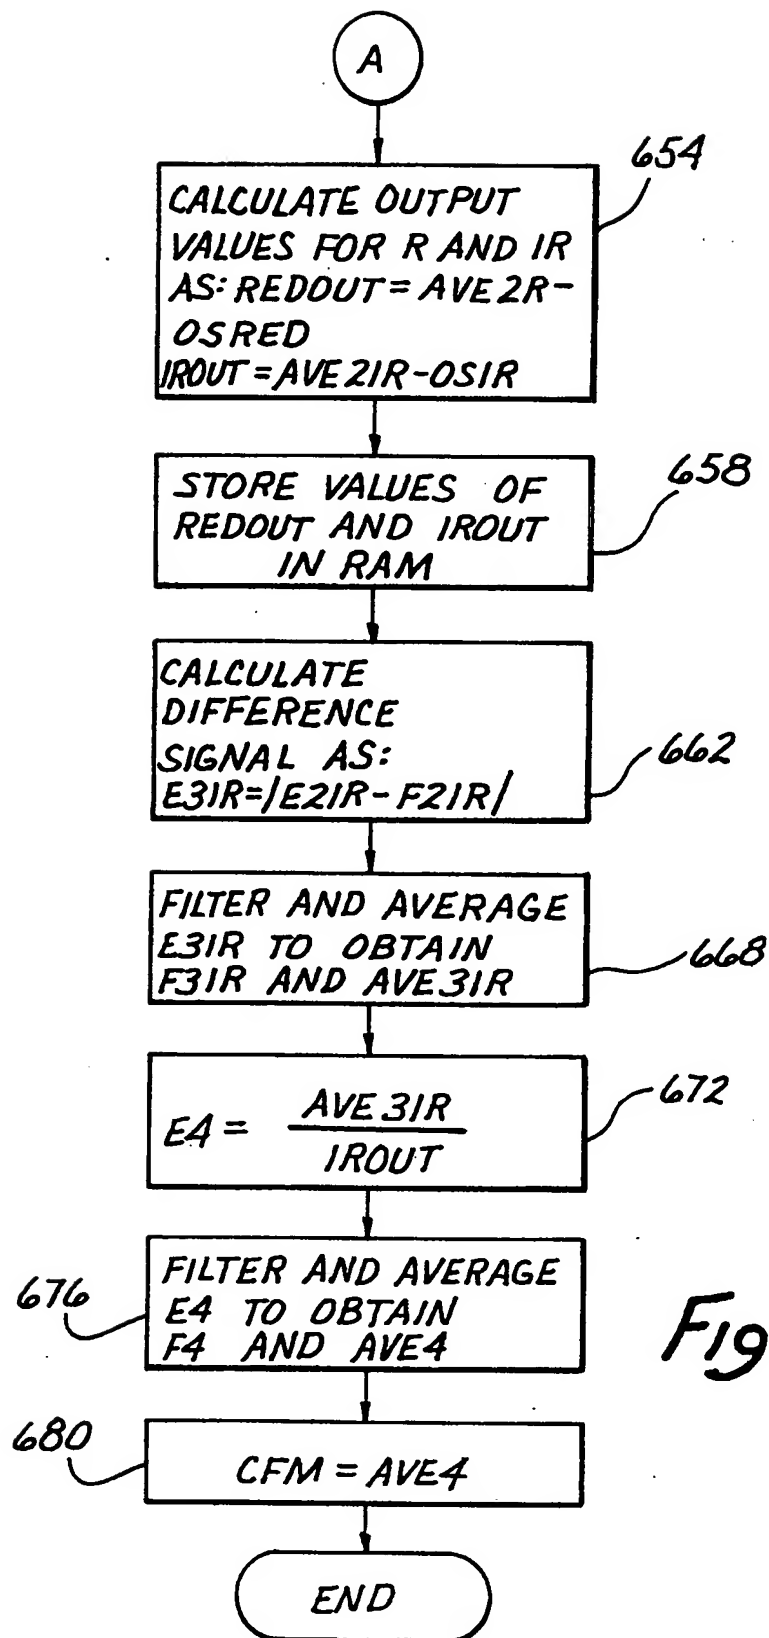 A
654
CALCULATE OUTPUT
VALUES FOR R AND IR
AS: REDOUT = AVE2R-
OSRED
IROUT = AVE2IR-OSIR
658
STORE VALUES OF
REDOUT AND IROUT
IN RAM
662
CALCULATE
DIFFERENCE
SIGNAL AS:
E3IR=|E2IR-F2IR|
668
FILTER AND AVERAGE
E3IR TO OBTAIN
F3IR AND AVE3IR
672
E4 = AVE3IR
IROUT
676
FILTER AND AVERAGE
E4 TO OBTAIN
F4 AND AVE4
Fig
680
CFM = AVE4
END